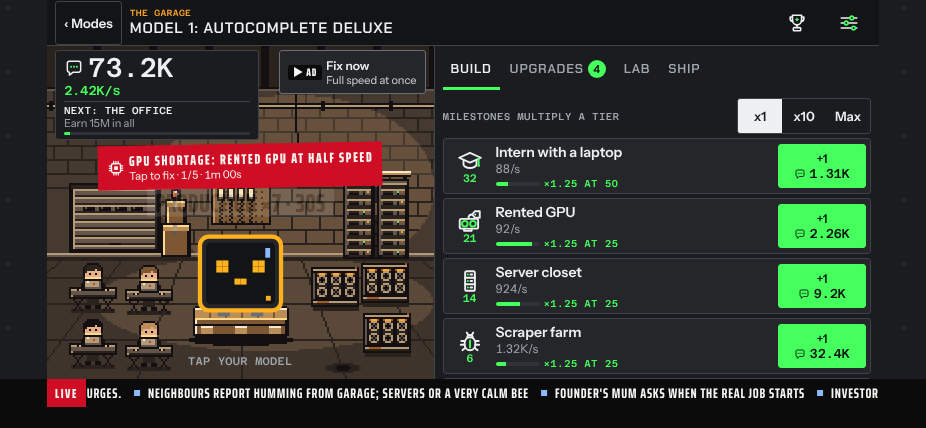 ‹ Modes
THE GARAGE
MODEL 1: AUTOCOMPLETE DELUXE
73.2K
2.42K/s
NEXT: THE OFFICE
Earn 15M in all
AD
Fix now
Full speed at once
GPU SHORTAGE: RENTED GPU AT HALF SPEED
Tap to fix · 1/5 · 1m 00s
TAP YOUR MODEL
BUILD
UPGRADES 4
LAB
SHIP
MILESTONES MULTIPLY A TIER
x1
x10
Max
Intern with a laptop
88/s
32
×1.25 AT 50
+1
1.31K
Rented GPU
92/s
21
×1.25 AT 25
+1
2.26K
Server closet
924/s
14
×1.25 AT 25
+1
9.2K
Scraper farm
1.32K/s
6
×1.25 AT 25
+1
32.4K
LIVE
URGES. ■ NEIGHBOURS REPORT HUMMING FROM GARAGE; SERVERS OR A VERY CALM BEE ■ FOUNDER'S MUM ASKS WHEN THE REAL JOB STARTS ■ INVESTOR